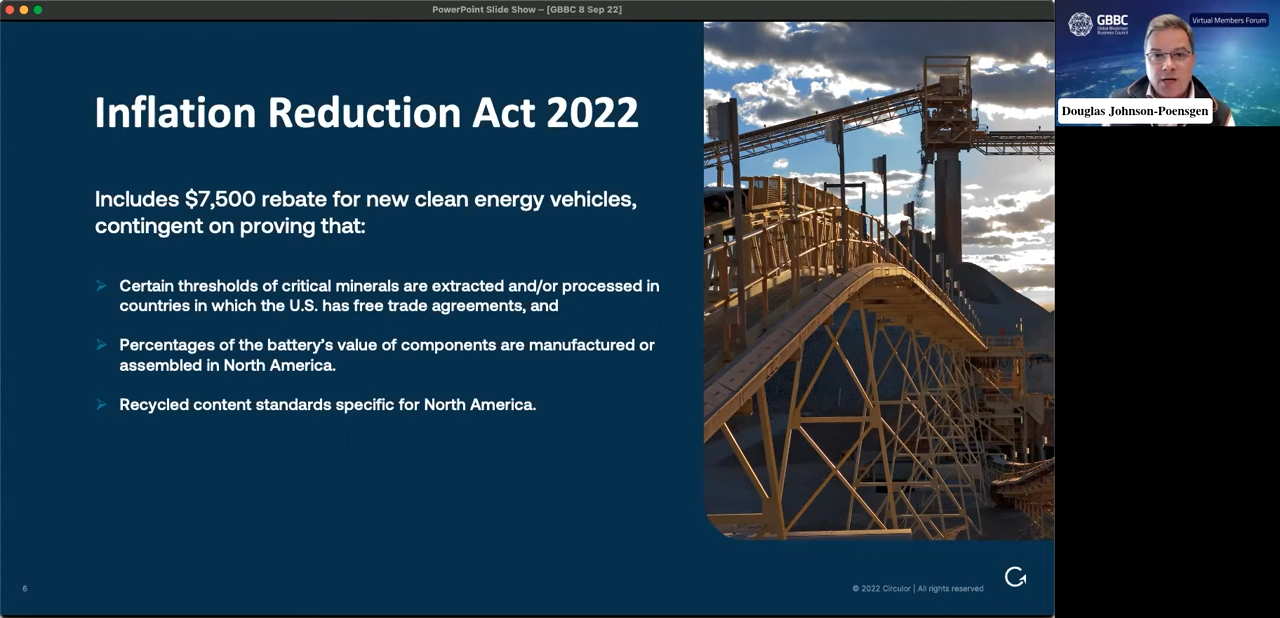 PowerPoint Slide Show – [GBBC 8 Sep 22]
Inflation Reduction Act 2022
Includes $7,500 rebate for new clean energy vehicles,
contingent on proving that:
Certain thresholds of critical minerals are extracted and/or processed in
countries in which the U.S. has free trade agreements, and
Percentages of the battery’s value of components are manufactured or
assembled in North America.
Recycled content standards specific for North America.
6
© 2022 Circulor | All rights reserved
GBBC
Global Blockchain
Business Council
Virtual Members Forum
Douglas Johnson-Poensgen